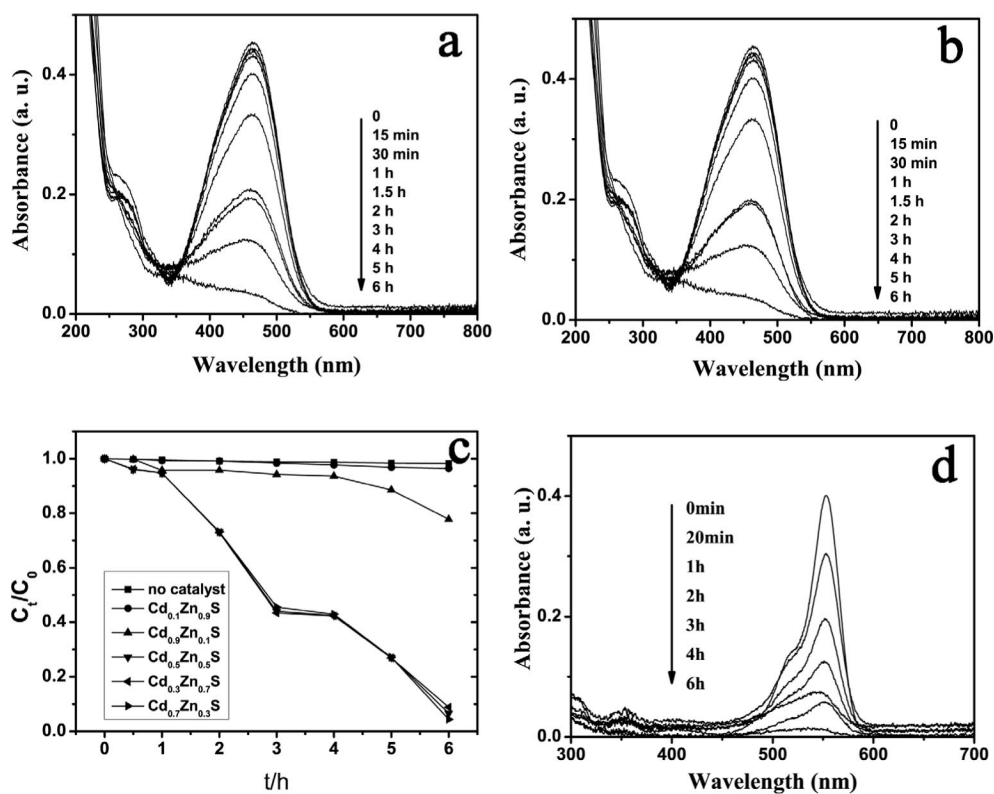 a
Absorbance (a. u.)
0.4
0.2
0.0
0
15 min
30 min
1 h
1.5 h
2 h
3 h
4 h
5 h
6 h
200 300 400 500 600 700 800
Wavelength (nm)
b
Absorbance (a. u.)
0.4
0.2
0.0
0
15 min
30 min
1 h
1.5 h
2 h
3 h
4 h
5 h
6 h
200 300 400 500 600 700 800
Wavelength (nm)
c
Ct/C0
1.0
0.8
0.6
0.4
0.2
0.0
no catalyst
Cd0.1Zn0.9S
Cd0.9Zn0.1S
Cd0.5Zn0.5S
Cd0.3Zn0.7S
Cd0.7Zn0.3S
0 1 2 3 4 5 6
t/h
d
Absorbance (a. u.)
0.4
0.2
0.0
0min
20min
1h
2h
3h
4h
6h
300 400 500 600 700
Wavelength (nm)